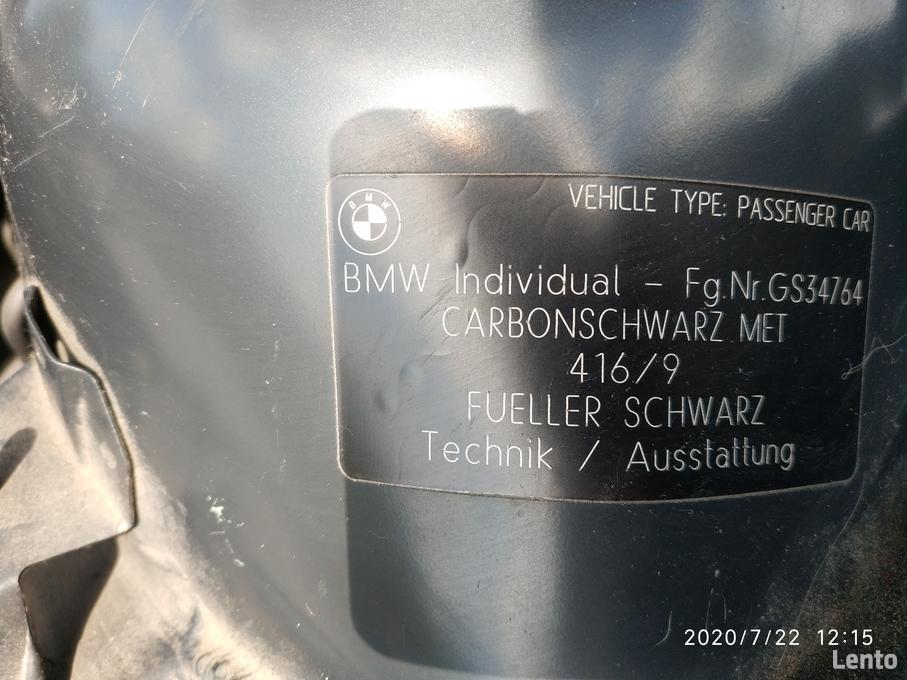 VEHICLE TYPE: PASSENGER CAR
BMW
BMW Individual - Fg.Nr.GS34764
CARBONSCHWARZ MET
416/9
FUELLER SCHWARZ
Technik / Ausstattung
2020/7/22 12:15
Lento